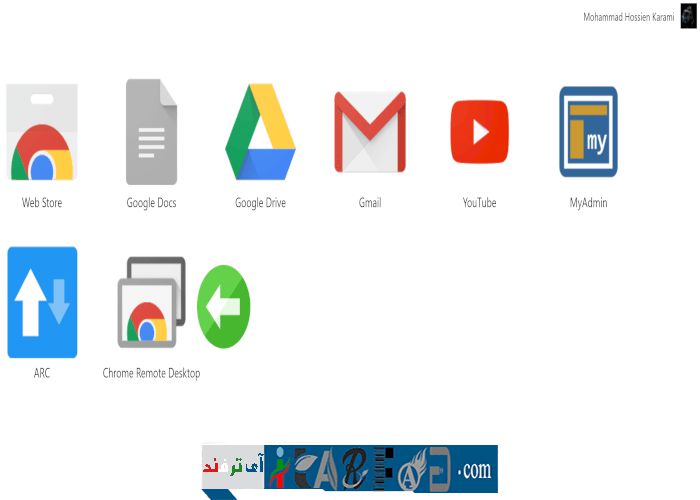 Mohammad Hossien Karami
Web Store
Google Docs
Google Drive
Gmail
YouTube
my
MyAdmin
ARC
Chrome Remote Desktop
آی ترفند
.com